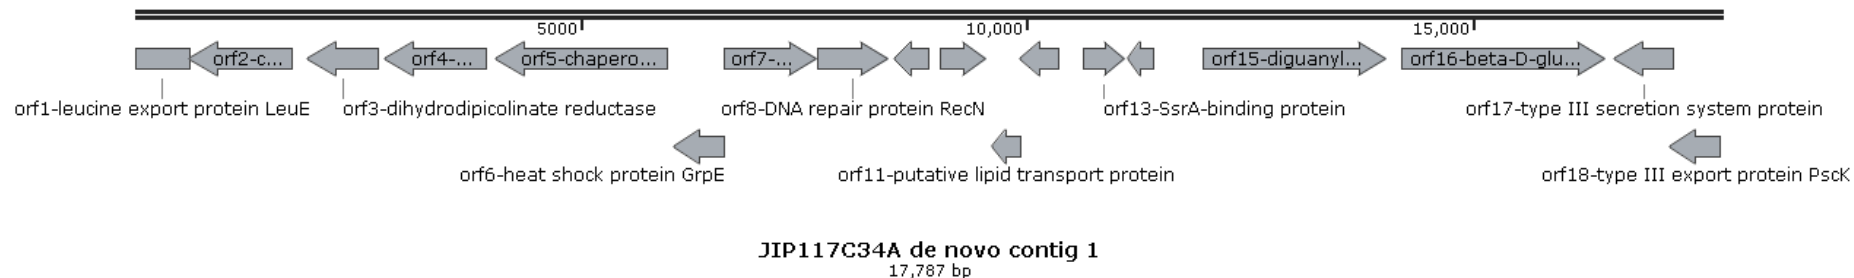 5000
10,000
15,000
orf2-c...
orf4-...
orf5-chapero...
orf7-...
orf15-diguanyl...
orf16-beta-D-glu...
orf1-leucine export protein LeuE
orf3-dihydrodipicolinate reductase
orf8-DNA repair protein RecN
orf13-SsrA-binding protein
orf17-type III secretion system protein
orf6-heat shock protein GrpE
orf11-putative lipid transport protein
orf18-type III export protein PscK
JIP117C34A de novo contig 1
17,787 bp